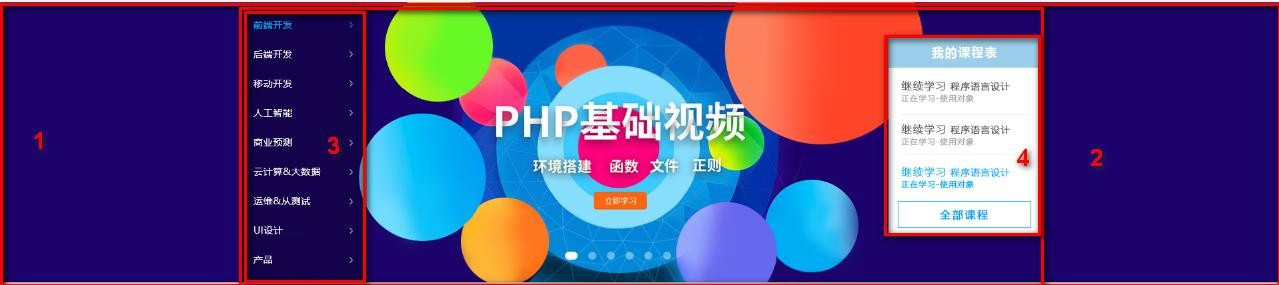 1
前端开发
后端开发
移动开发
人工智能
商业预测
云计算&大数据
运维&从测试
UI设计
产品
3
PHP基础视频
环境搭建 函数 文件 正则
立即学习
我的课程表
继续学习 程序语言设计
正在学习-使用对象
继续学习 程序语言设计
正在学习-使用对象
继续学习 程序语言设计
正在学习-使用对象
全部课程
4
2